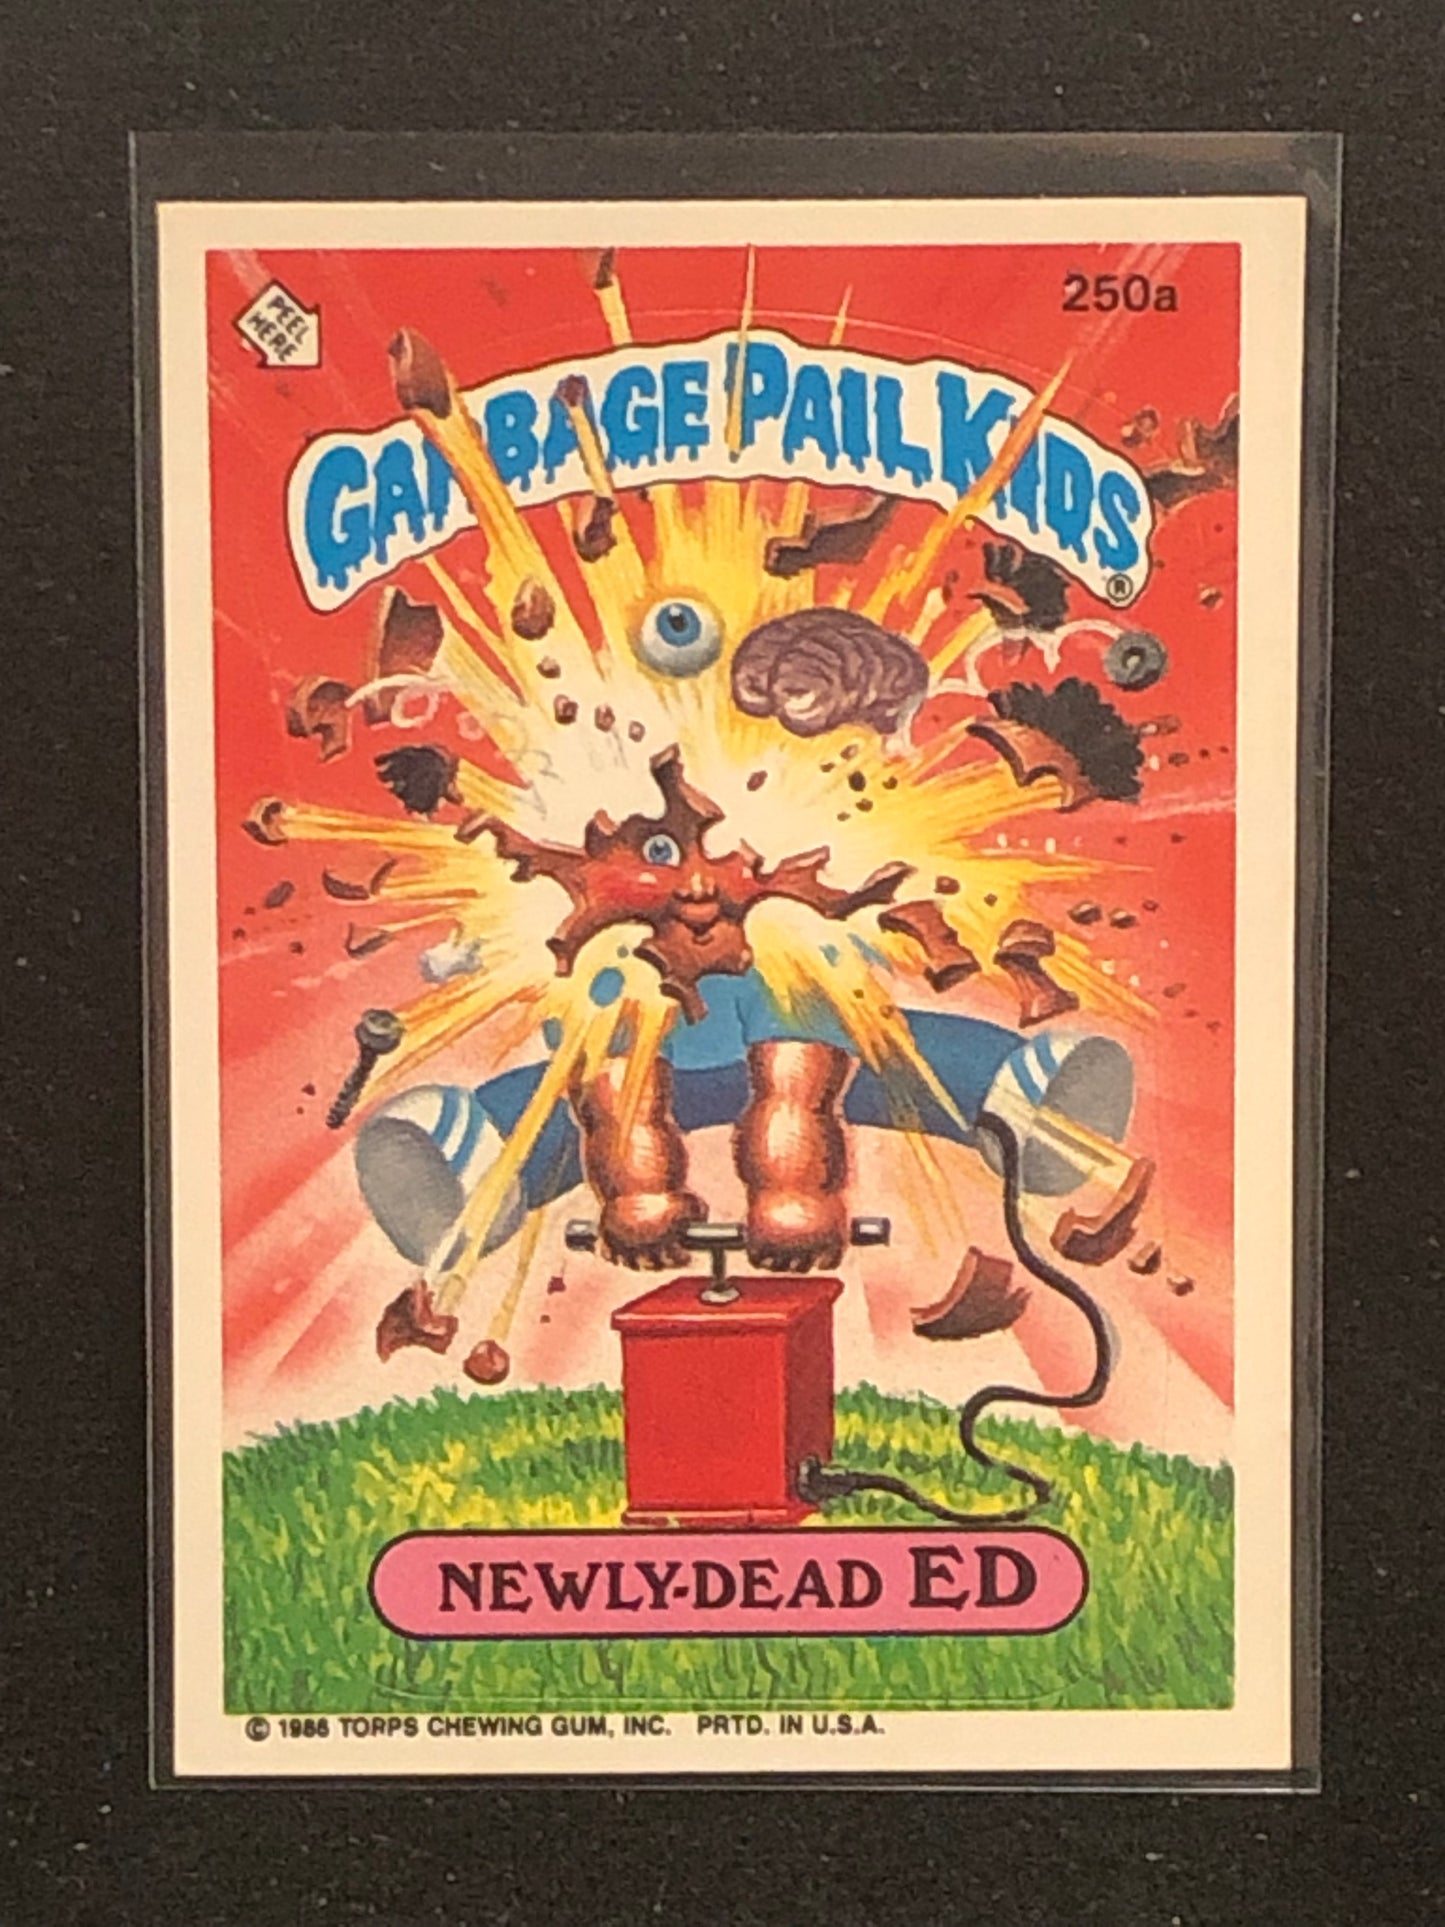 250a
PEEL
HERE
GARBAGE PAIL KIDS
®
NEWLY-DEAD ED
© 1986 TOPPS CHEWING GUM, INC. PRTD. IN U.S.A.